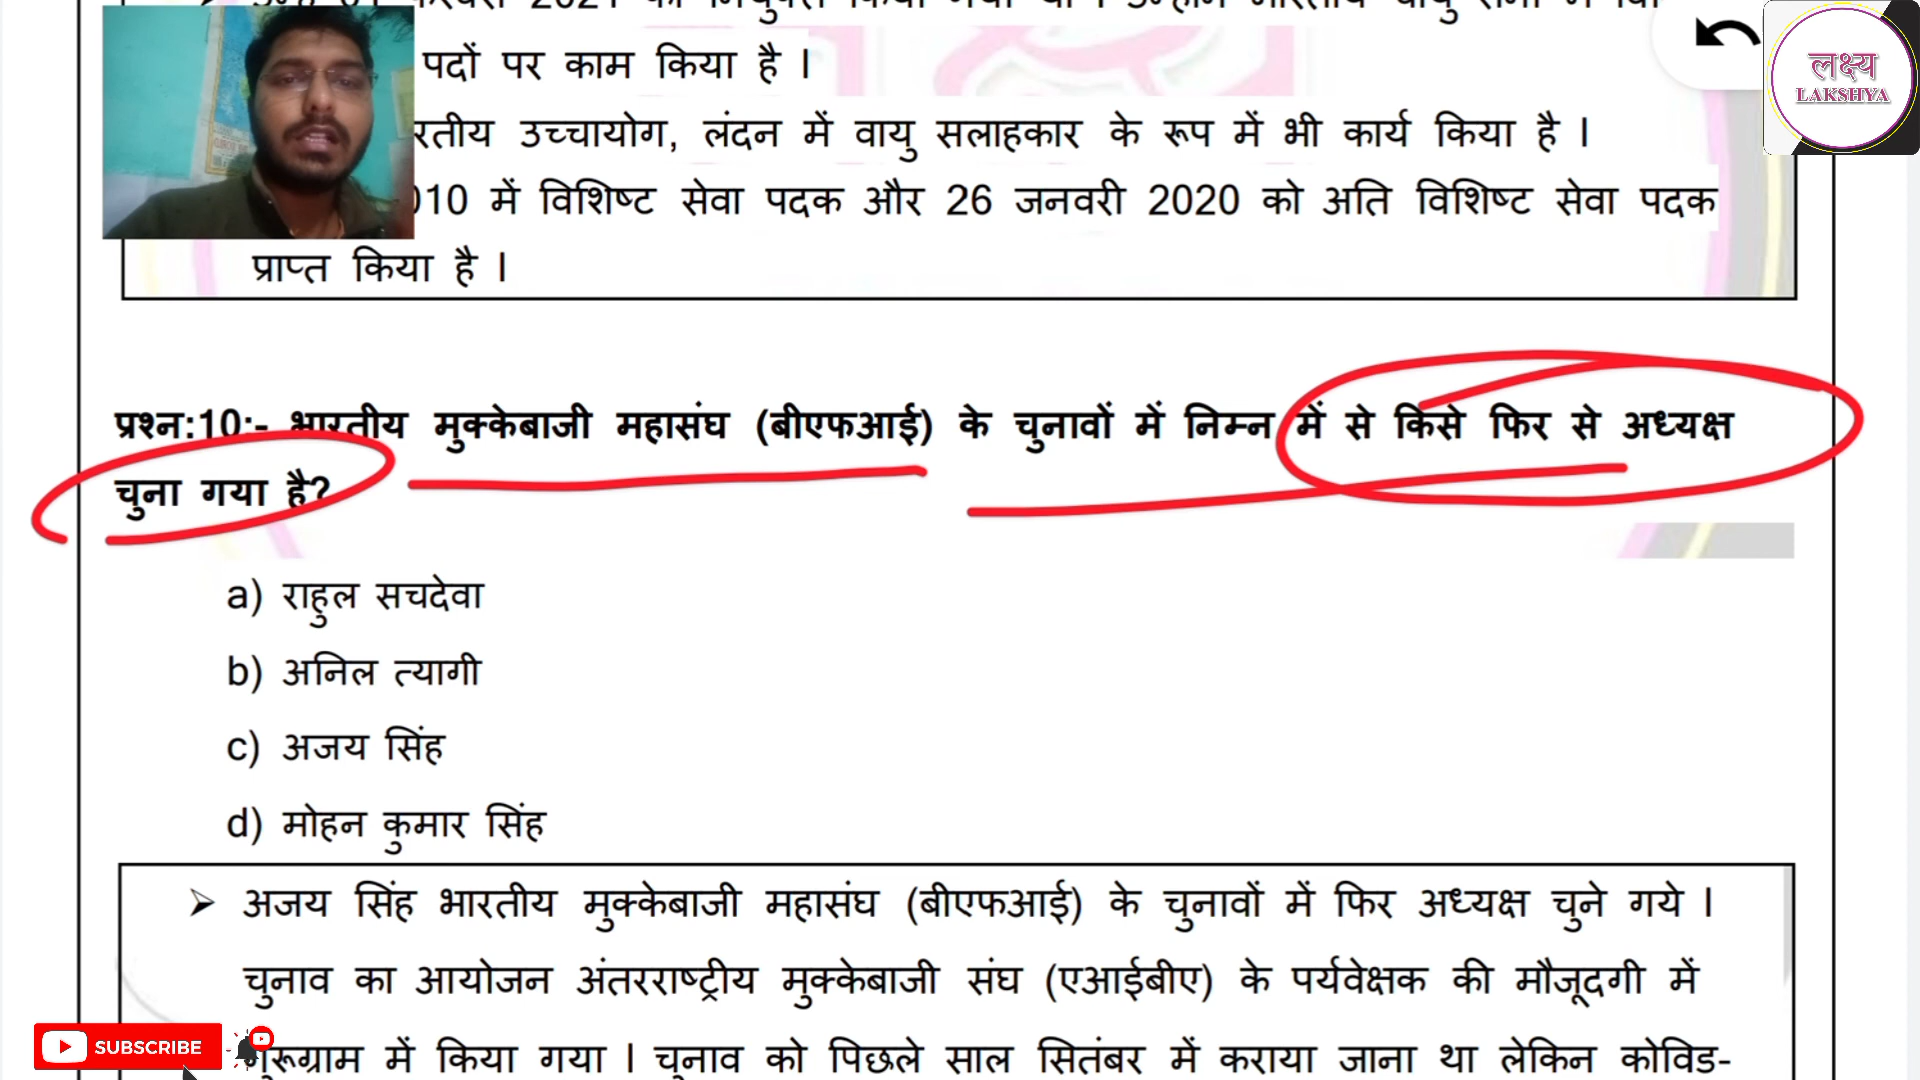 लक्ष्य
LAKSHYA
पदों पर काम किया है ।
उच्चायोग, लंदन में वायु सलाहकार के रूप में भी कार्य किया है ।
में विशिष्ट सेवा पदक और 26 जनवरी 2020 को अति विशिष्ट सेवा पदक
प्राप्त किया है ।
प्रश्न:10:- भारतीय मुक्केबाजी महासंघ (बीएफआई) के चुनावों में निम्न में से किसे फिर से अध्यक्ष
चुना गया है?
a) राहुल सचदेवा
b) अनिल त्यागी
c) अजय सिंह
d) मोहन कुमार सिंह
➢ अजय सिंह भारतीय मुक्केबाजी महासंघ (बीएफआई) के चुनावों में फिर अध्यक्ष चुने गये ।
चुनाव का आयोजन अंतरराष्ट्रीय मुक्केबाजी संघ (एआईबीए) के पर्यवेक्षक की मौजूदगी में
गुरूग्राम में किया गया । चुनाव को पिछले साल सितंबर में कराया जाना था लेकिन कोविड-
SUBSCRIBE